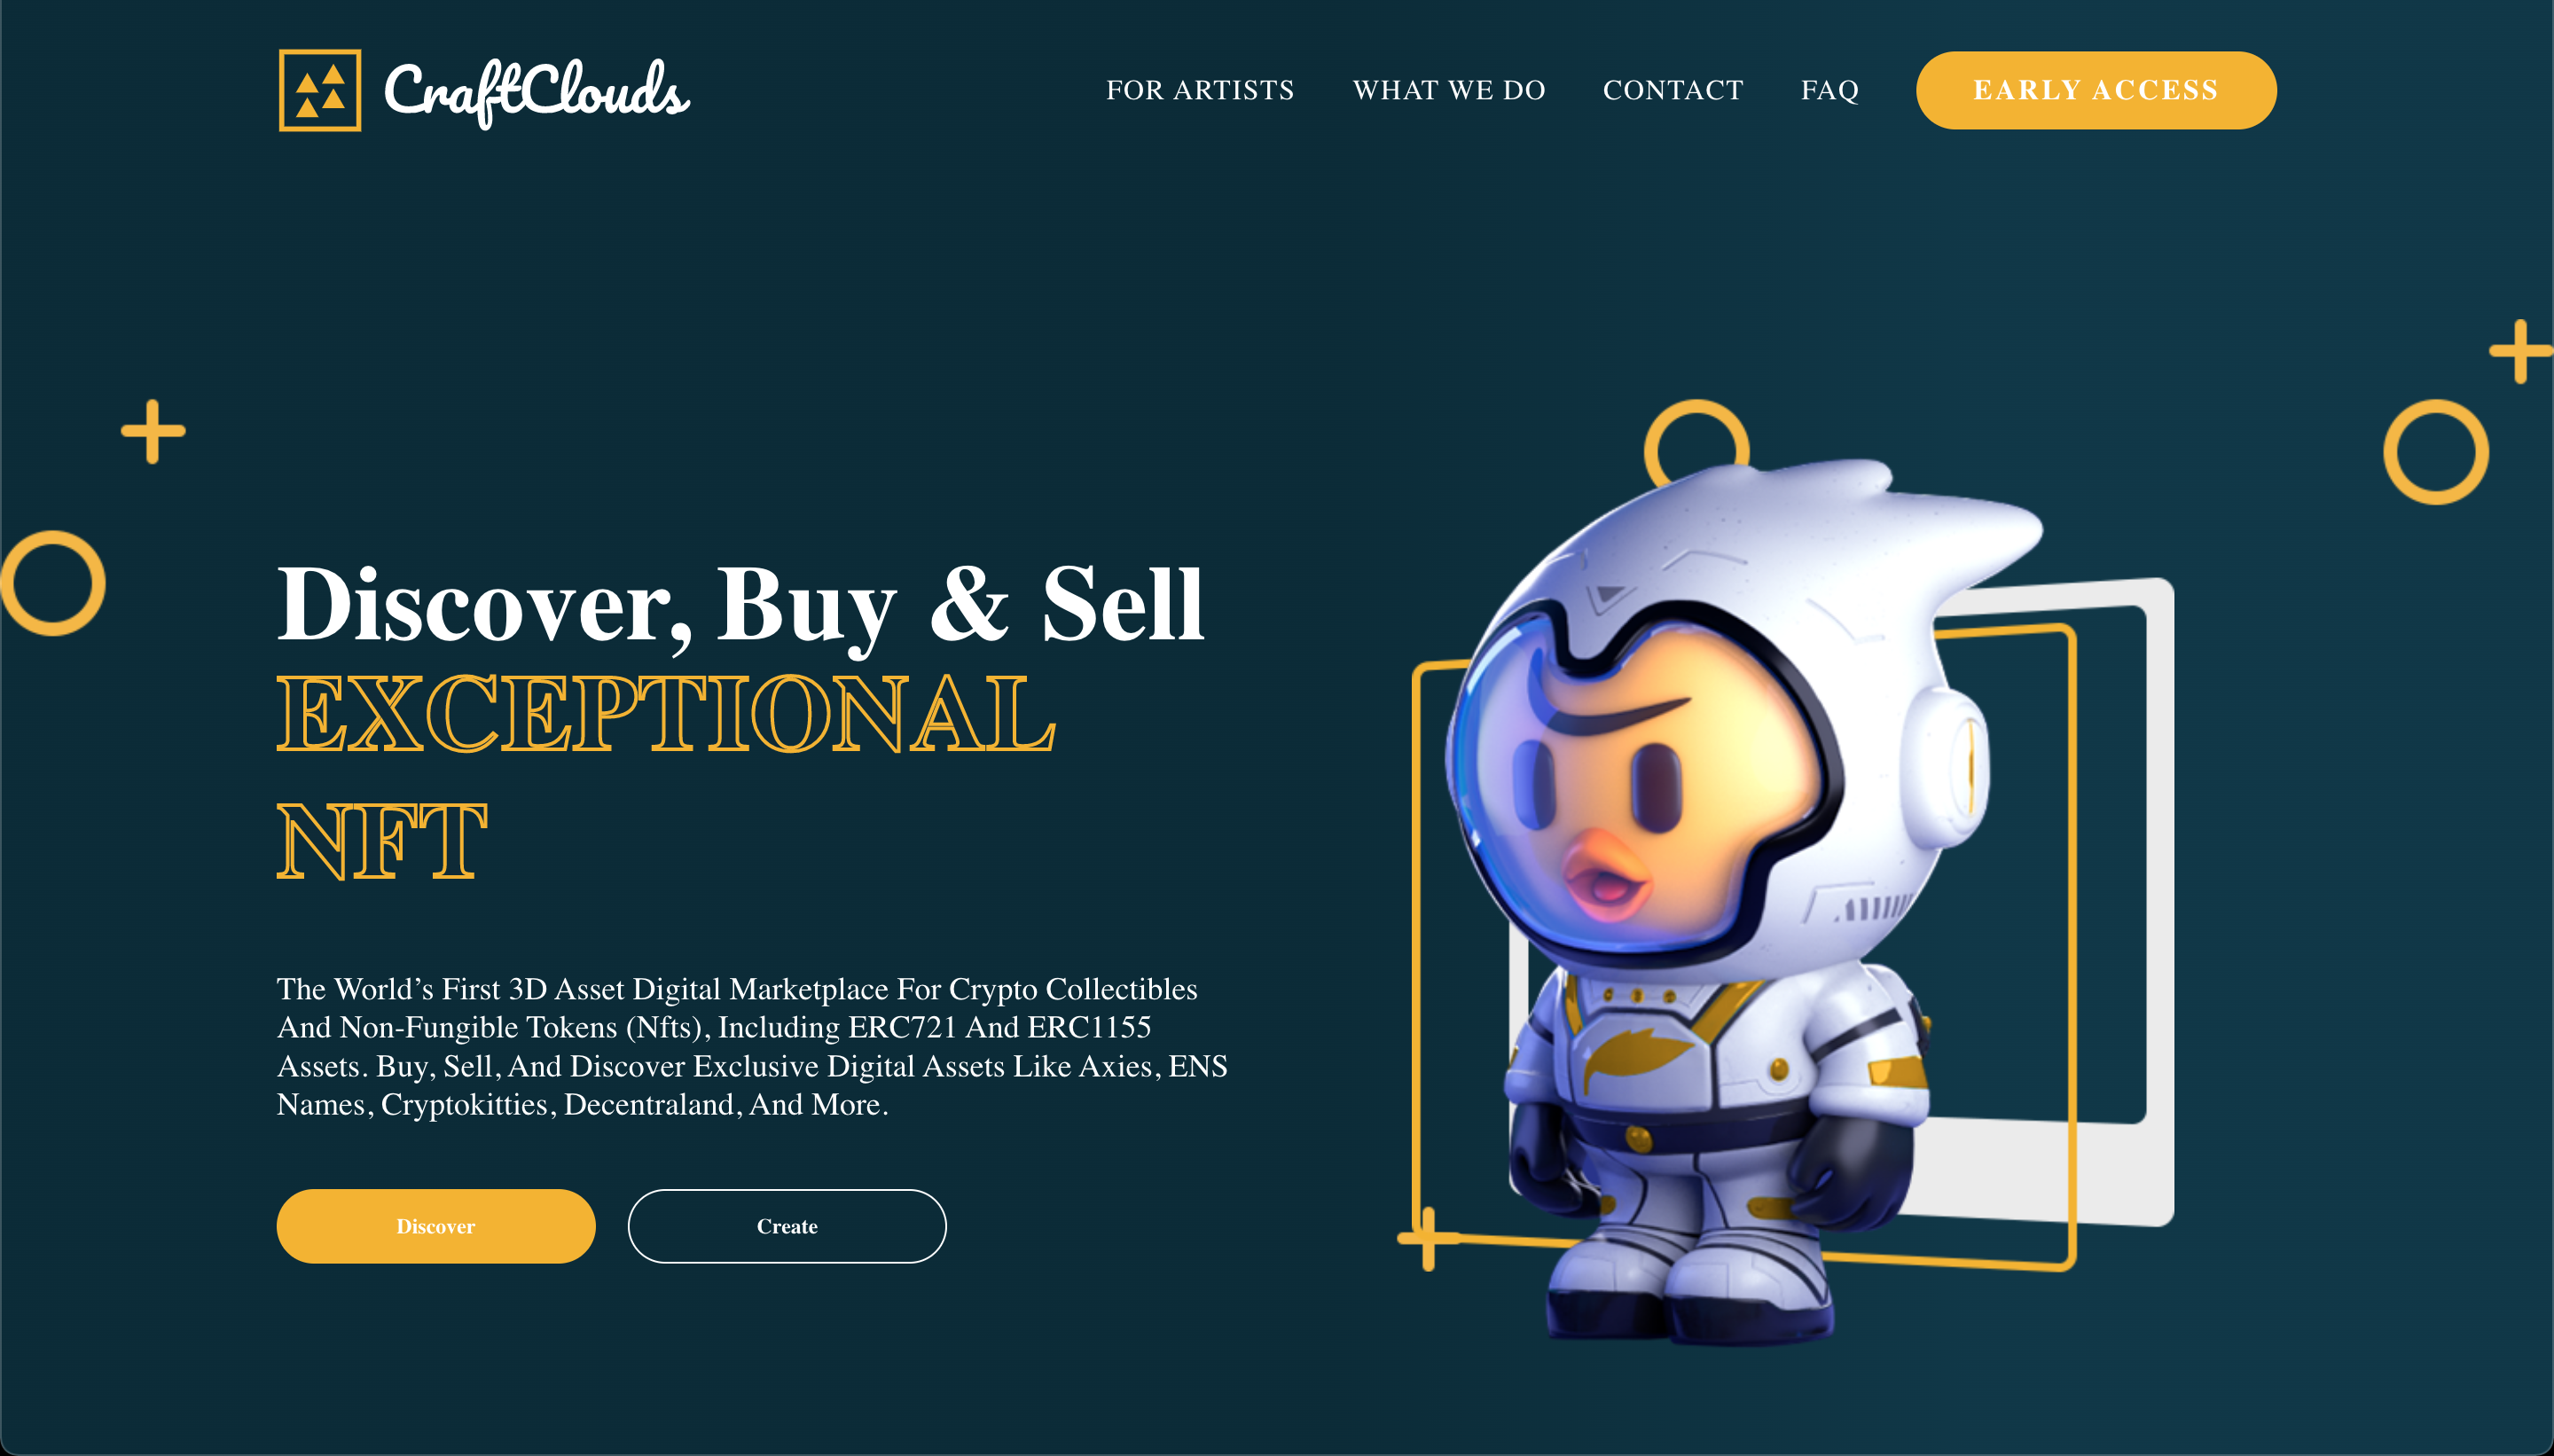 CraftClouds
FOR ARTISTS
WHAT WE DO
CONTACT
FAQ
EARLY ACCESS
Discover, Buy & Sell
EXCEPTIONAL
NFT
The World’s First 3D Asset Digital Marketplace For Crypto Collectibles
And Non-Fungible Tokens (Nfts), Including ERC721 And ERC1155
Assets. Buy, Sell, And Discover Exclusive Digital Assets Like Axies, ENS
Names, Cryptokitties, Decentraland, And More.
Discover
Create